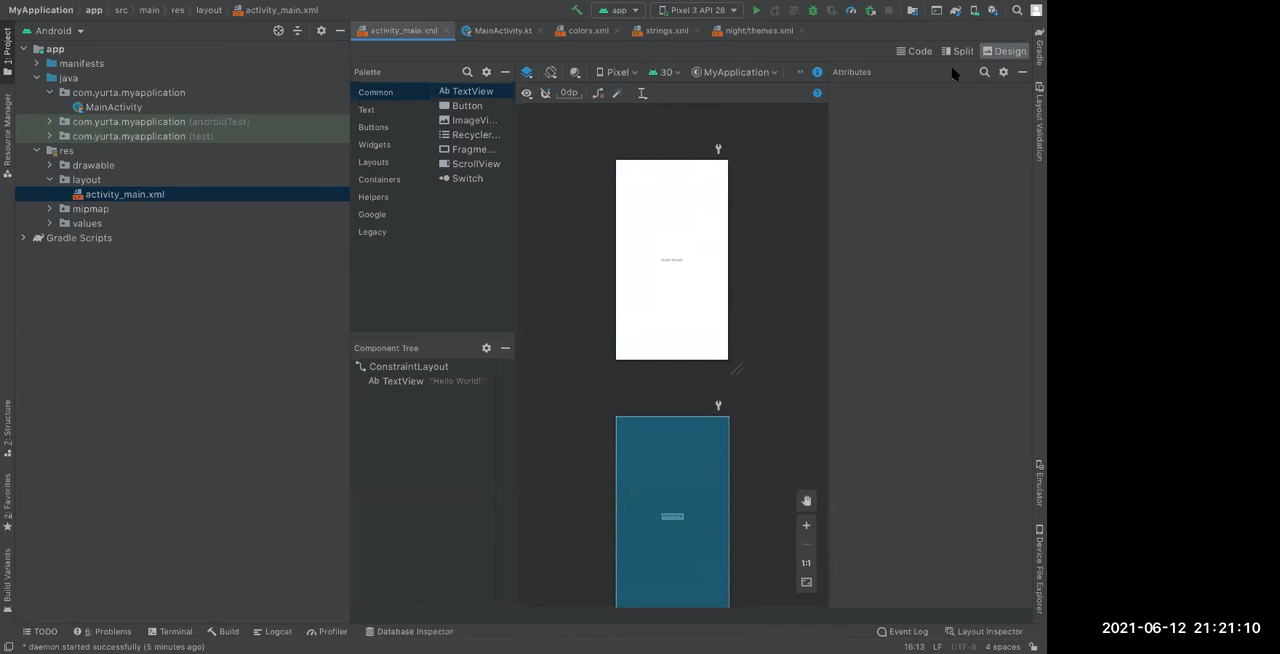 MyApplication app src main res layout activity_main.xml
app Pixel 3 API 28
Android
activity_main.xml MainActivity.kt colors.xml strings.xml night/themes.xml
Code Split Design
app
manifests
java
com.yurta.myapplication
MainActivity
com.yurta.myapplication (androidTest)
com.yurta.myapplication (test)
res
drawable
layout
activity_main.xml
mipmap
values
Gradle Scripts
1: Project
Resource Manager
Z: Structure
2: Favorites
Build Variants
Palette
Common
Text
Buttons
Widgets
Layouts
Containers
Helpers
Google
Legacy
Ab TextView
Button
ImageVi...
Recycler...
Fragme...
ScrollView
Switch
Pixel 30 MyApplication
0dp
Attributes
Component Tree
ConstraintLayout
Ab TextView "Hello World!"
1:1
Gradle
Layout Validation
Emulator
Device File Explorer
TODO 6: Problems Terminal Build Logcat Profiler Database Inspector Event Log Layout Inspector
* daemon started successfully (5 minutes ago) 16:13 LF UTF-8 4 spaces
2021-06-12 21:21:10